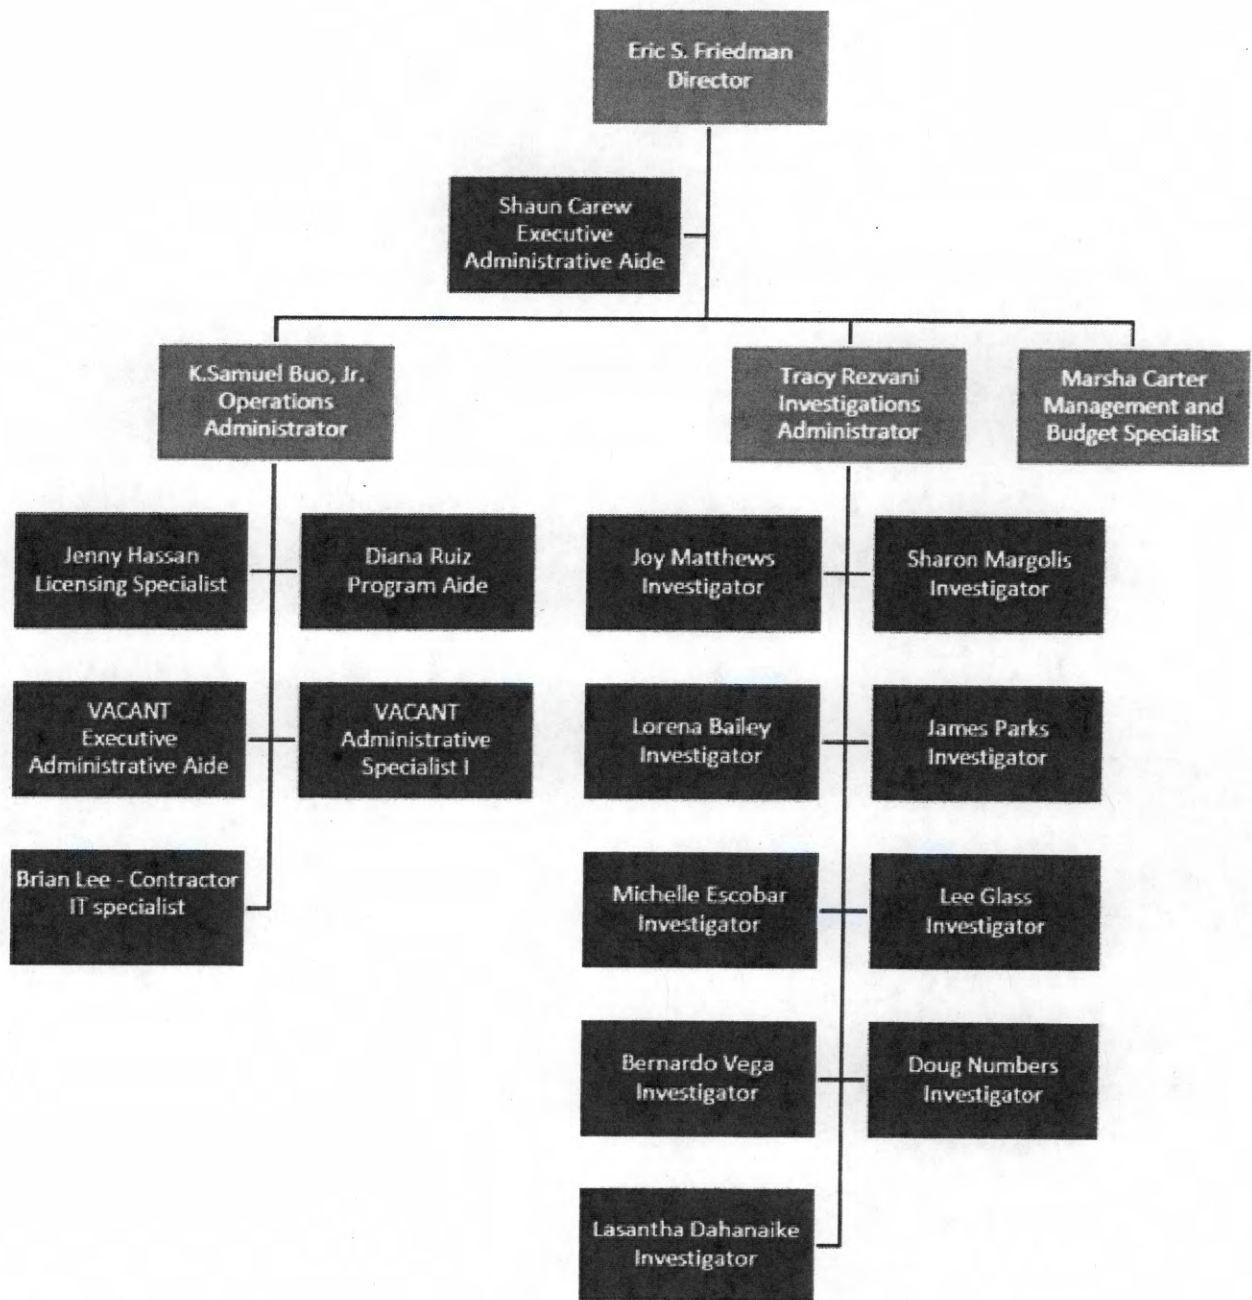 Eric S. Friedman
Director
Shaun Carew
Executive
Administrative Aide
K.Samuel Buo, Jr.
Operations
Administrator
Tracy Rezvani
Investigations
Administrator
Marsha Carter
Management and
Budget Specialist
Jenny Hassan
Licensing Specialist
Diana Ruiz
Program Aide
Joy Matthews
Investigator
Sharon Margolis
Investigator
VACANT
Executive
Administrative Aide
VACANT
Administrative
Specialist I
Lorena Bailey
Investigator
James Parks
Investigator
Brian Lee - Contractor
IT specialist
Michelle Escobar
Investigator
Lee Glass
Investigator
Bernardo Vega
Investigator
Doug Numbers
Investigator
Lasantha Dahanaike
Investigator